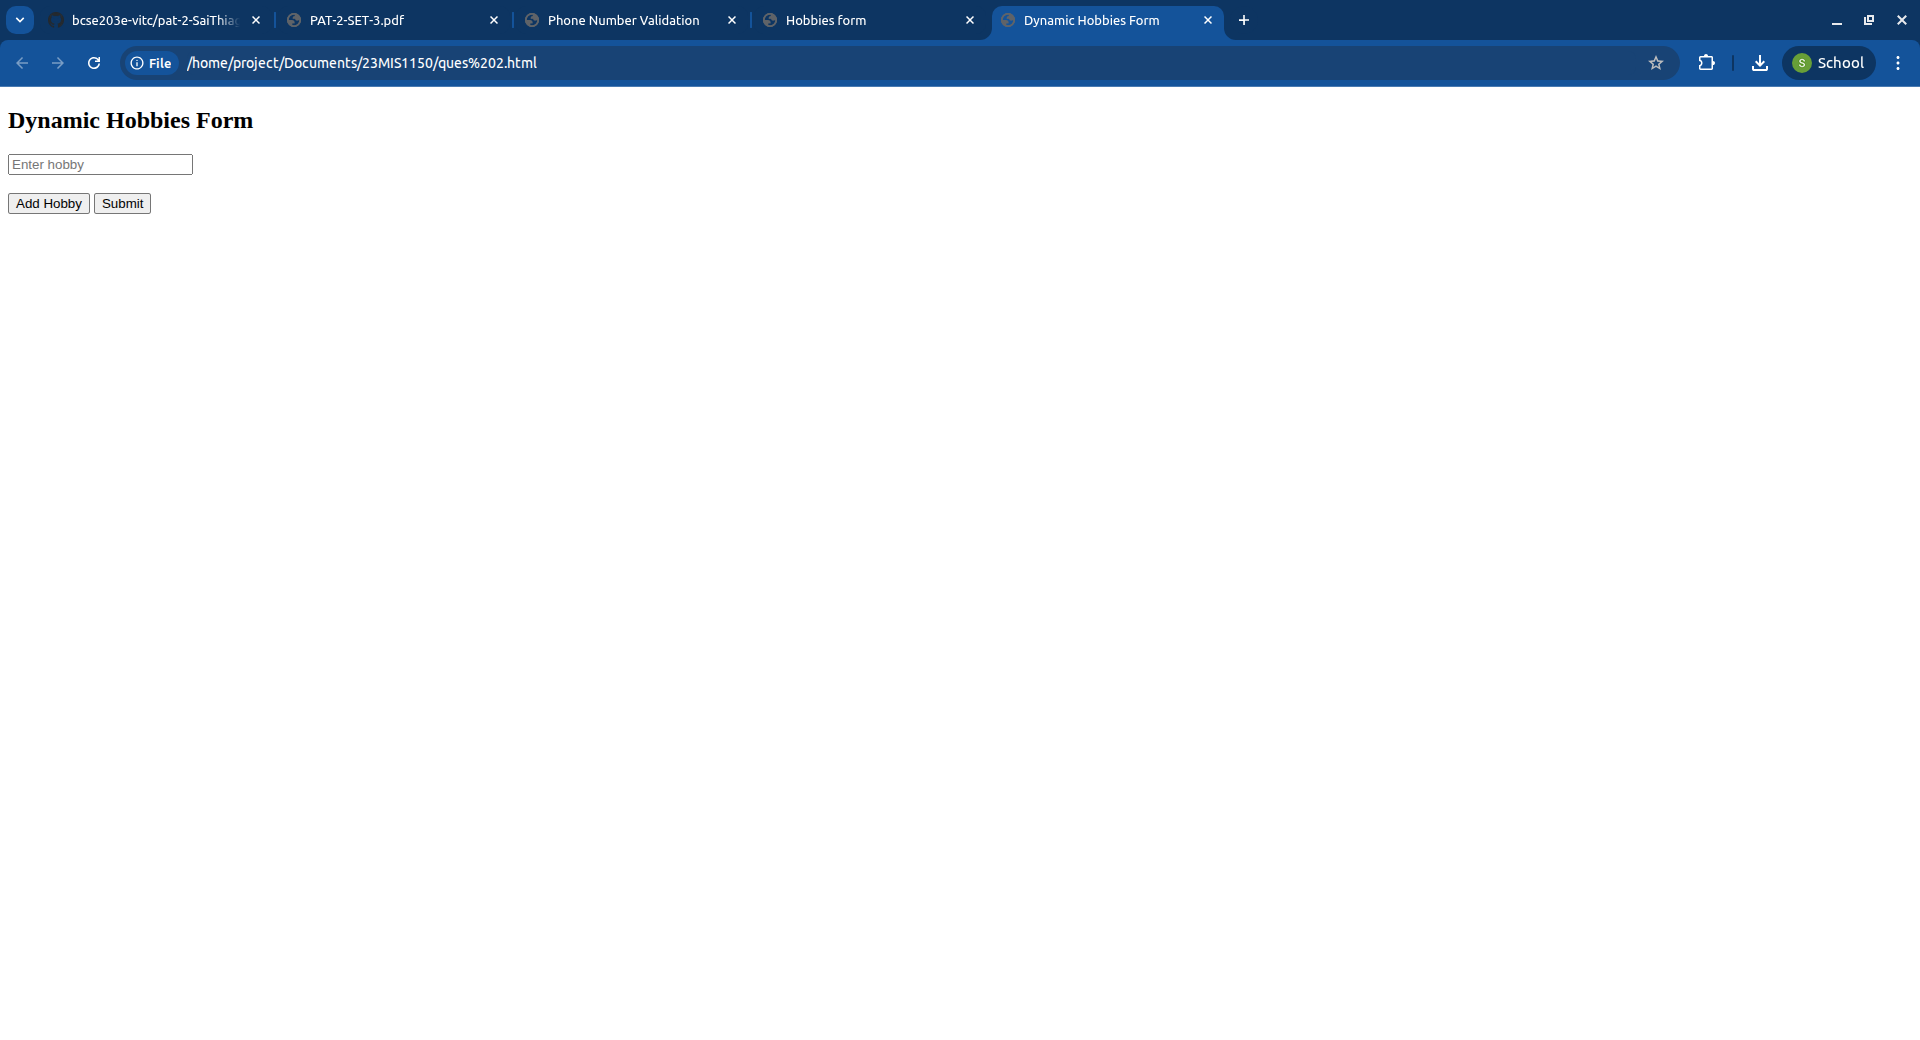 bcse203e-vitc/pat-2-SaiThia
PAT-2-SET-3.pdf
Phone Number Validation
Hobbies form
Dynamic Hobbies Form
File
/home/project/Documents/23MIS1150/ques%202.html
S
School
Dynamic Hobbies Form
Enter hobby
Add Hobby
Submit